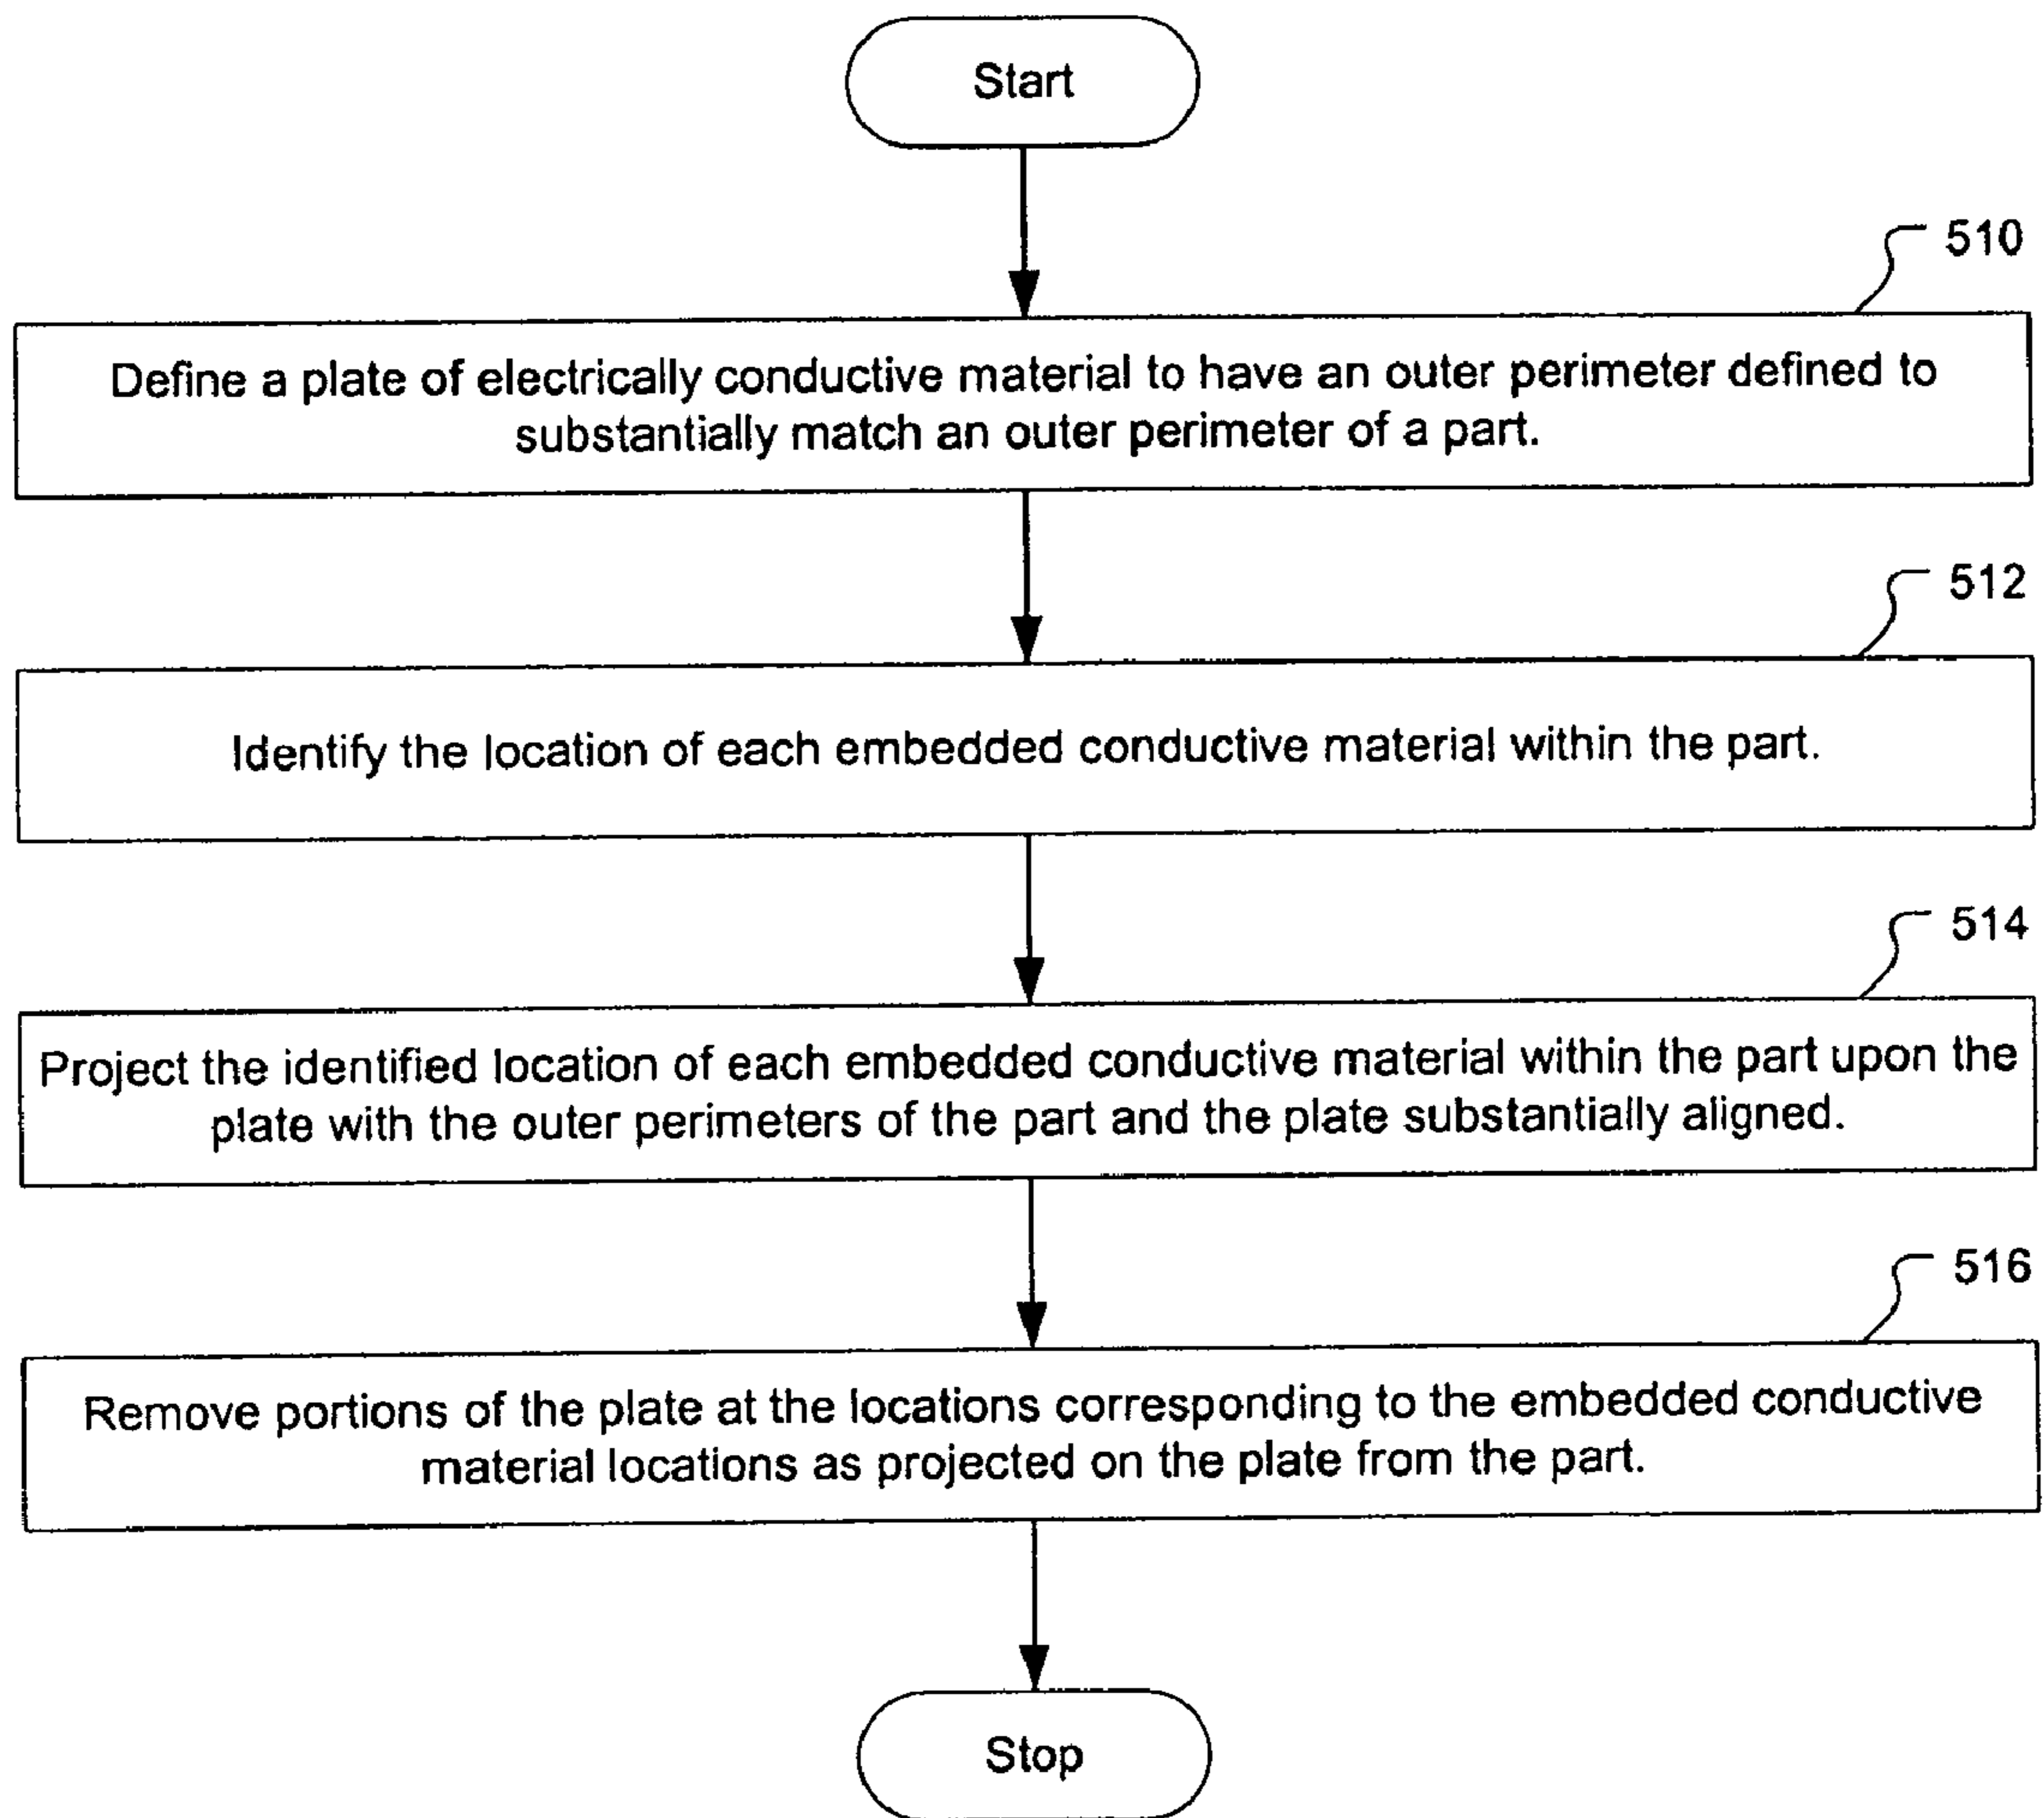 Start
510
Define a plate of electrically conductive material to have an outer perimeter defined to
substantially match an outer perimeter of a part.
512
Identify the location of each embedded conductive material within the part.
514
Project the identified location of each embedded conductive material within the part upon the
plate with the outer perimeters of the part and the plate substantially aligned.
516
Remove portions of the plate at the locations corresponding to the embedded conductive
material locations as projected on the plate from the part.
Stop